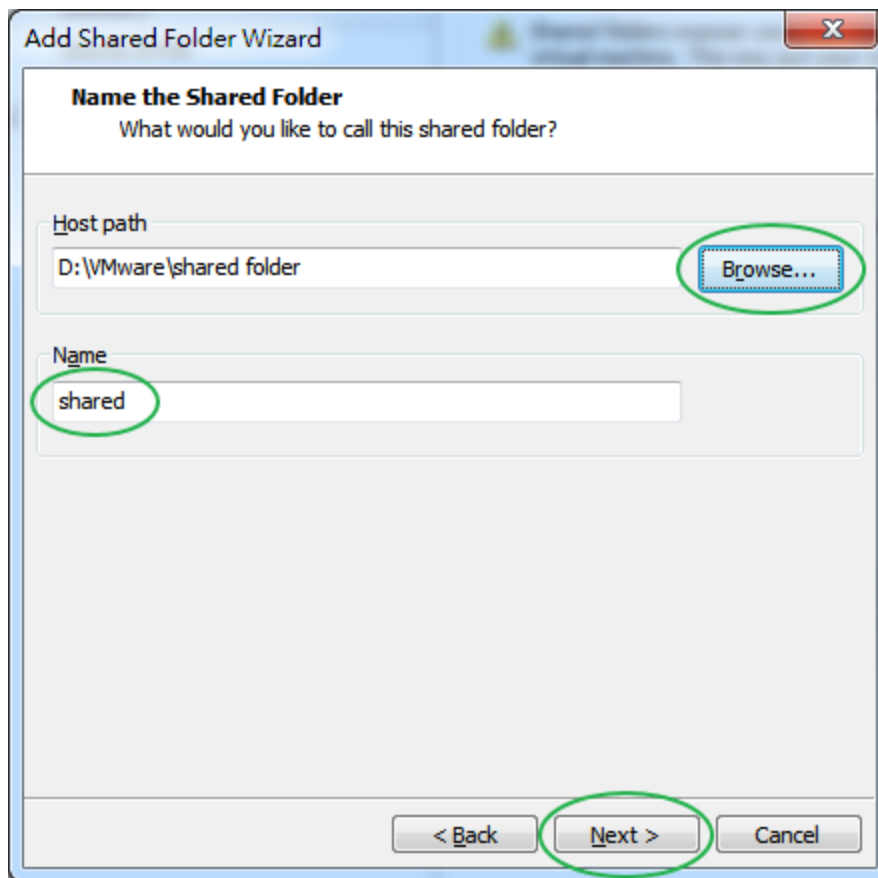 Add Shared Folder Wizard
Name the Shared Folder
What would you like to call this shared folder?
Host path
D:\VMware\shared folder
Browse...
Name
shared
< Back
Next >
Cancel